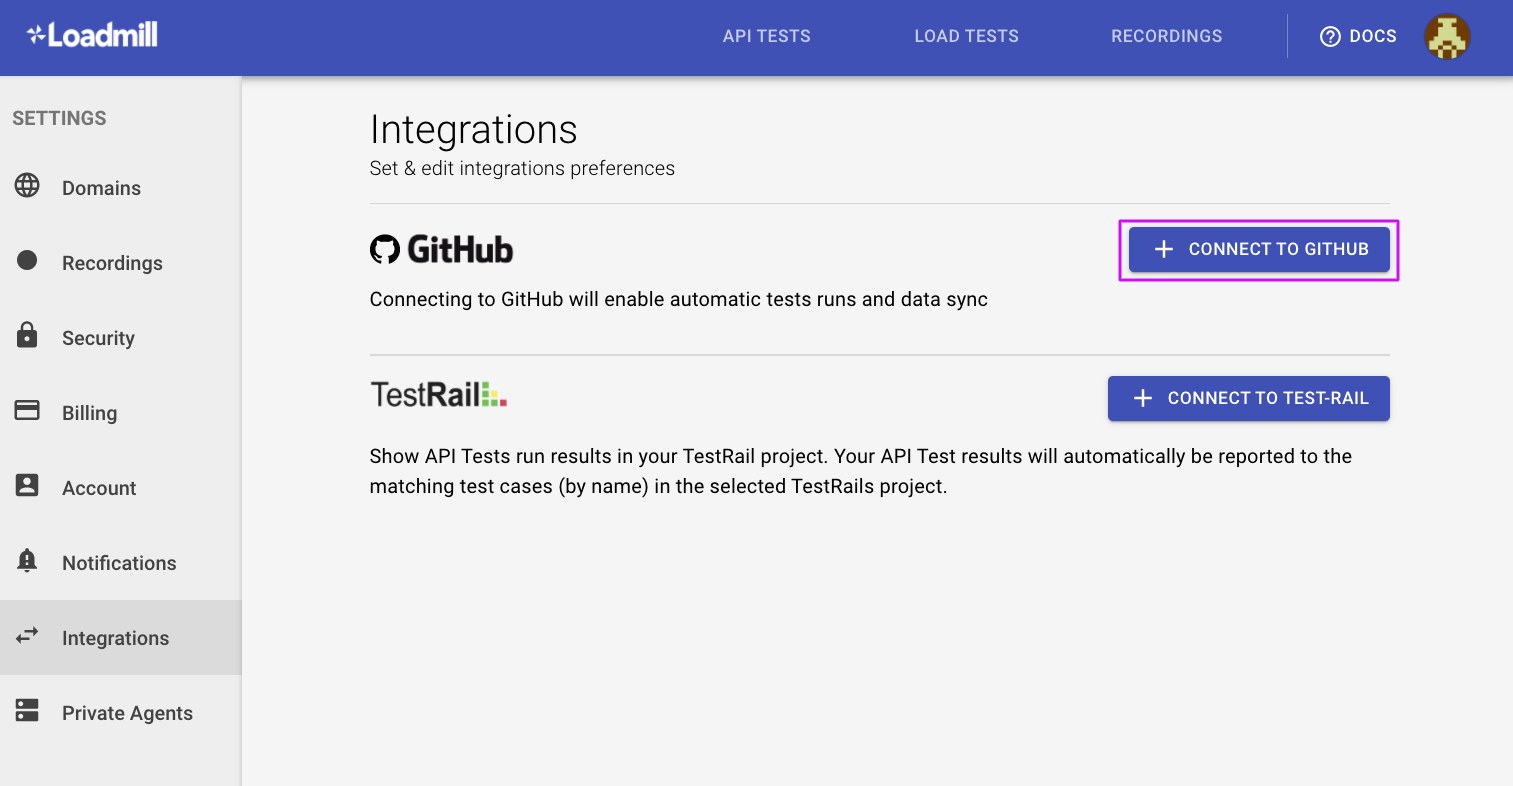 Loadmill
API TESTS
LOAD TESTS
RECORDINGS
DOCS
SETTINGS
Domains
Recordings
Security
Billing
Account
Notifications
Integrations
Private Agents
Integrations
Set & edit integrations preferences
GitHub
CONNECT TO GITHUB
Connecting to GitHub will enable automatic tests runs and data sync
TestRail
CONNECT TO TEST-RAIL
Show API Tests run results in your TestRail project. Your API Test results will automatically be reported to the
matching test cases (by name) in the selected TestRails project.